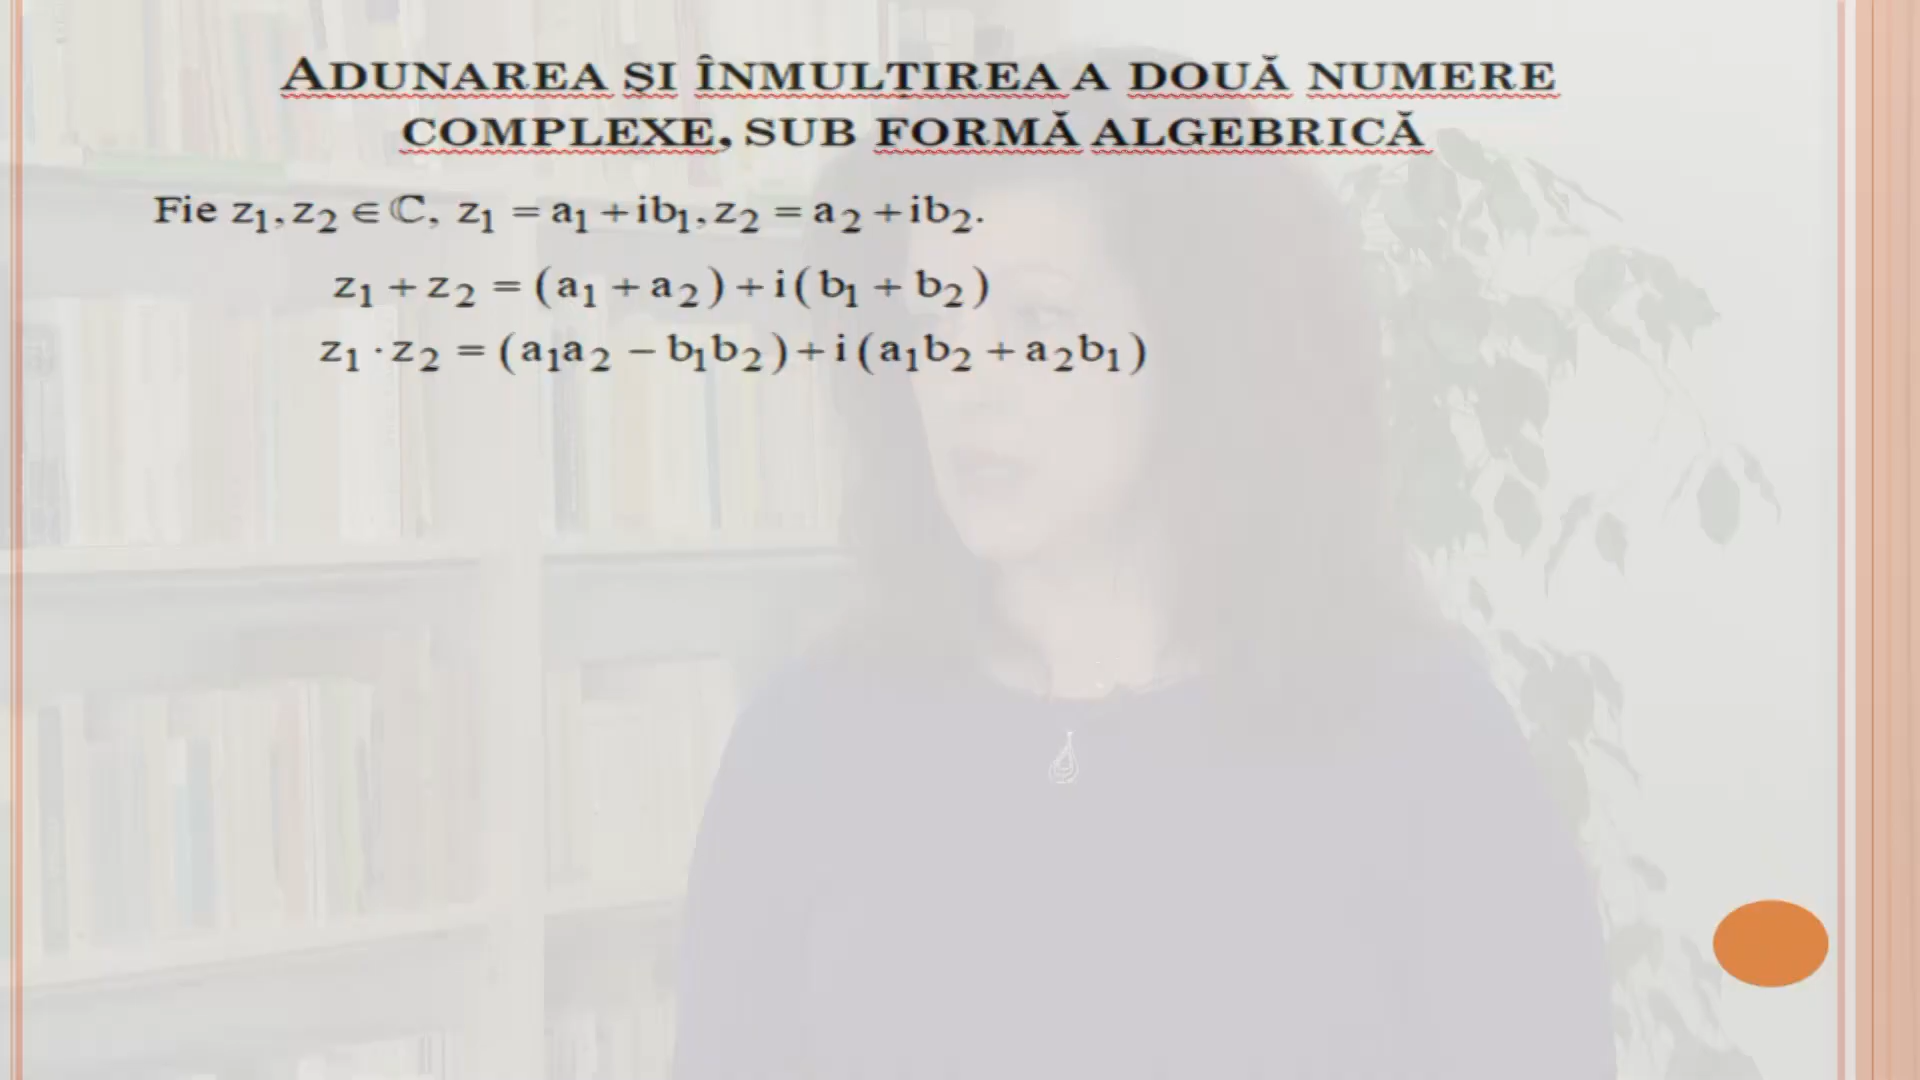 ADUNAREA ȘI ÎNMULȚIREA A DOUĂ NUMERE
COMPLEXE, SUB FORMĂ ALGEBRICĂ
Fie z₁, z₂ ∈ ℂ, z₁ = a₁ + ib₁, z₂ = a₂ + ib₂.
z₁ + z₂ = (a₁ + a₂) + i(b₁ + b₂)
z₁ · z₂ = (a₁a₂ − b₁b₂) + i(a₁b₂ + a₂b₁)